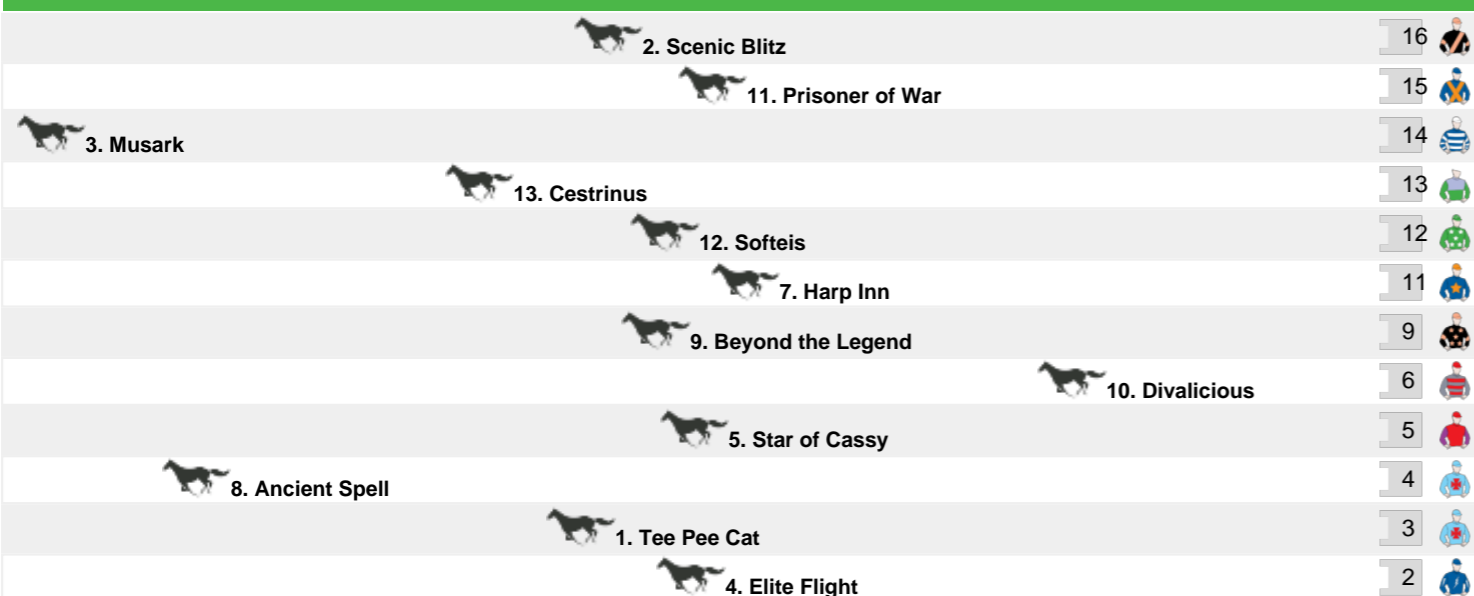 2. Scenic Blitz 16
11. Prisoner of War 15
3. Musark 14
13. Cestrinus 13
12. Softeis 12
7. Harp Inn 11
9. Beyond the Legend 9
10. Divalicious 6
5. Star of Cassy 5
8. Ancient Spell 4
1. Tee Pee Cat 3
4. Elite Flight 2